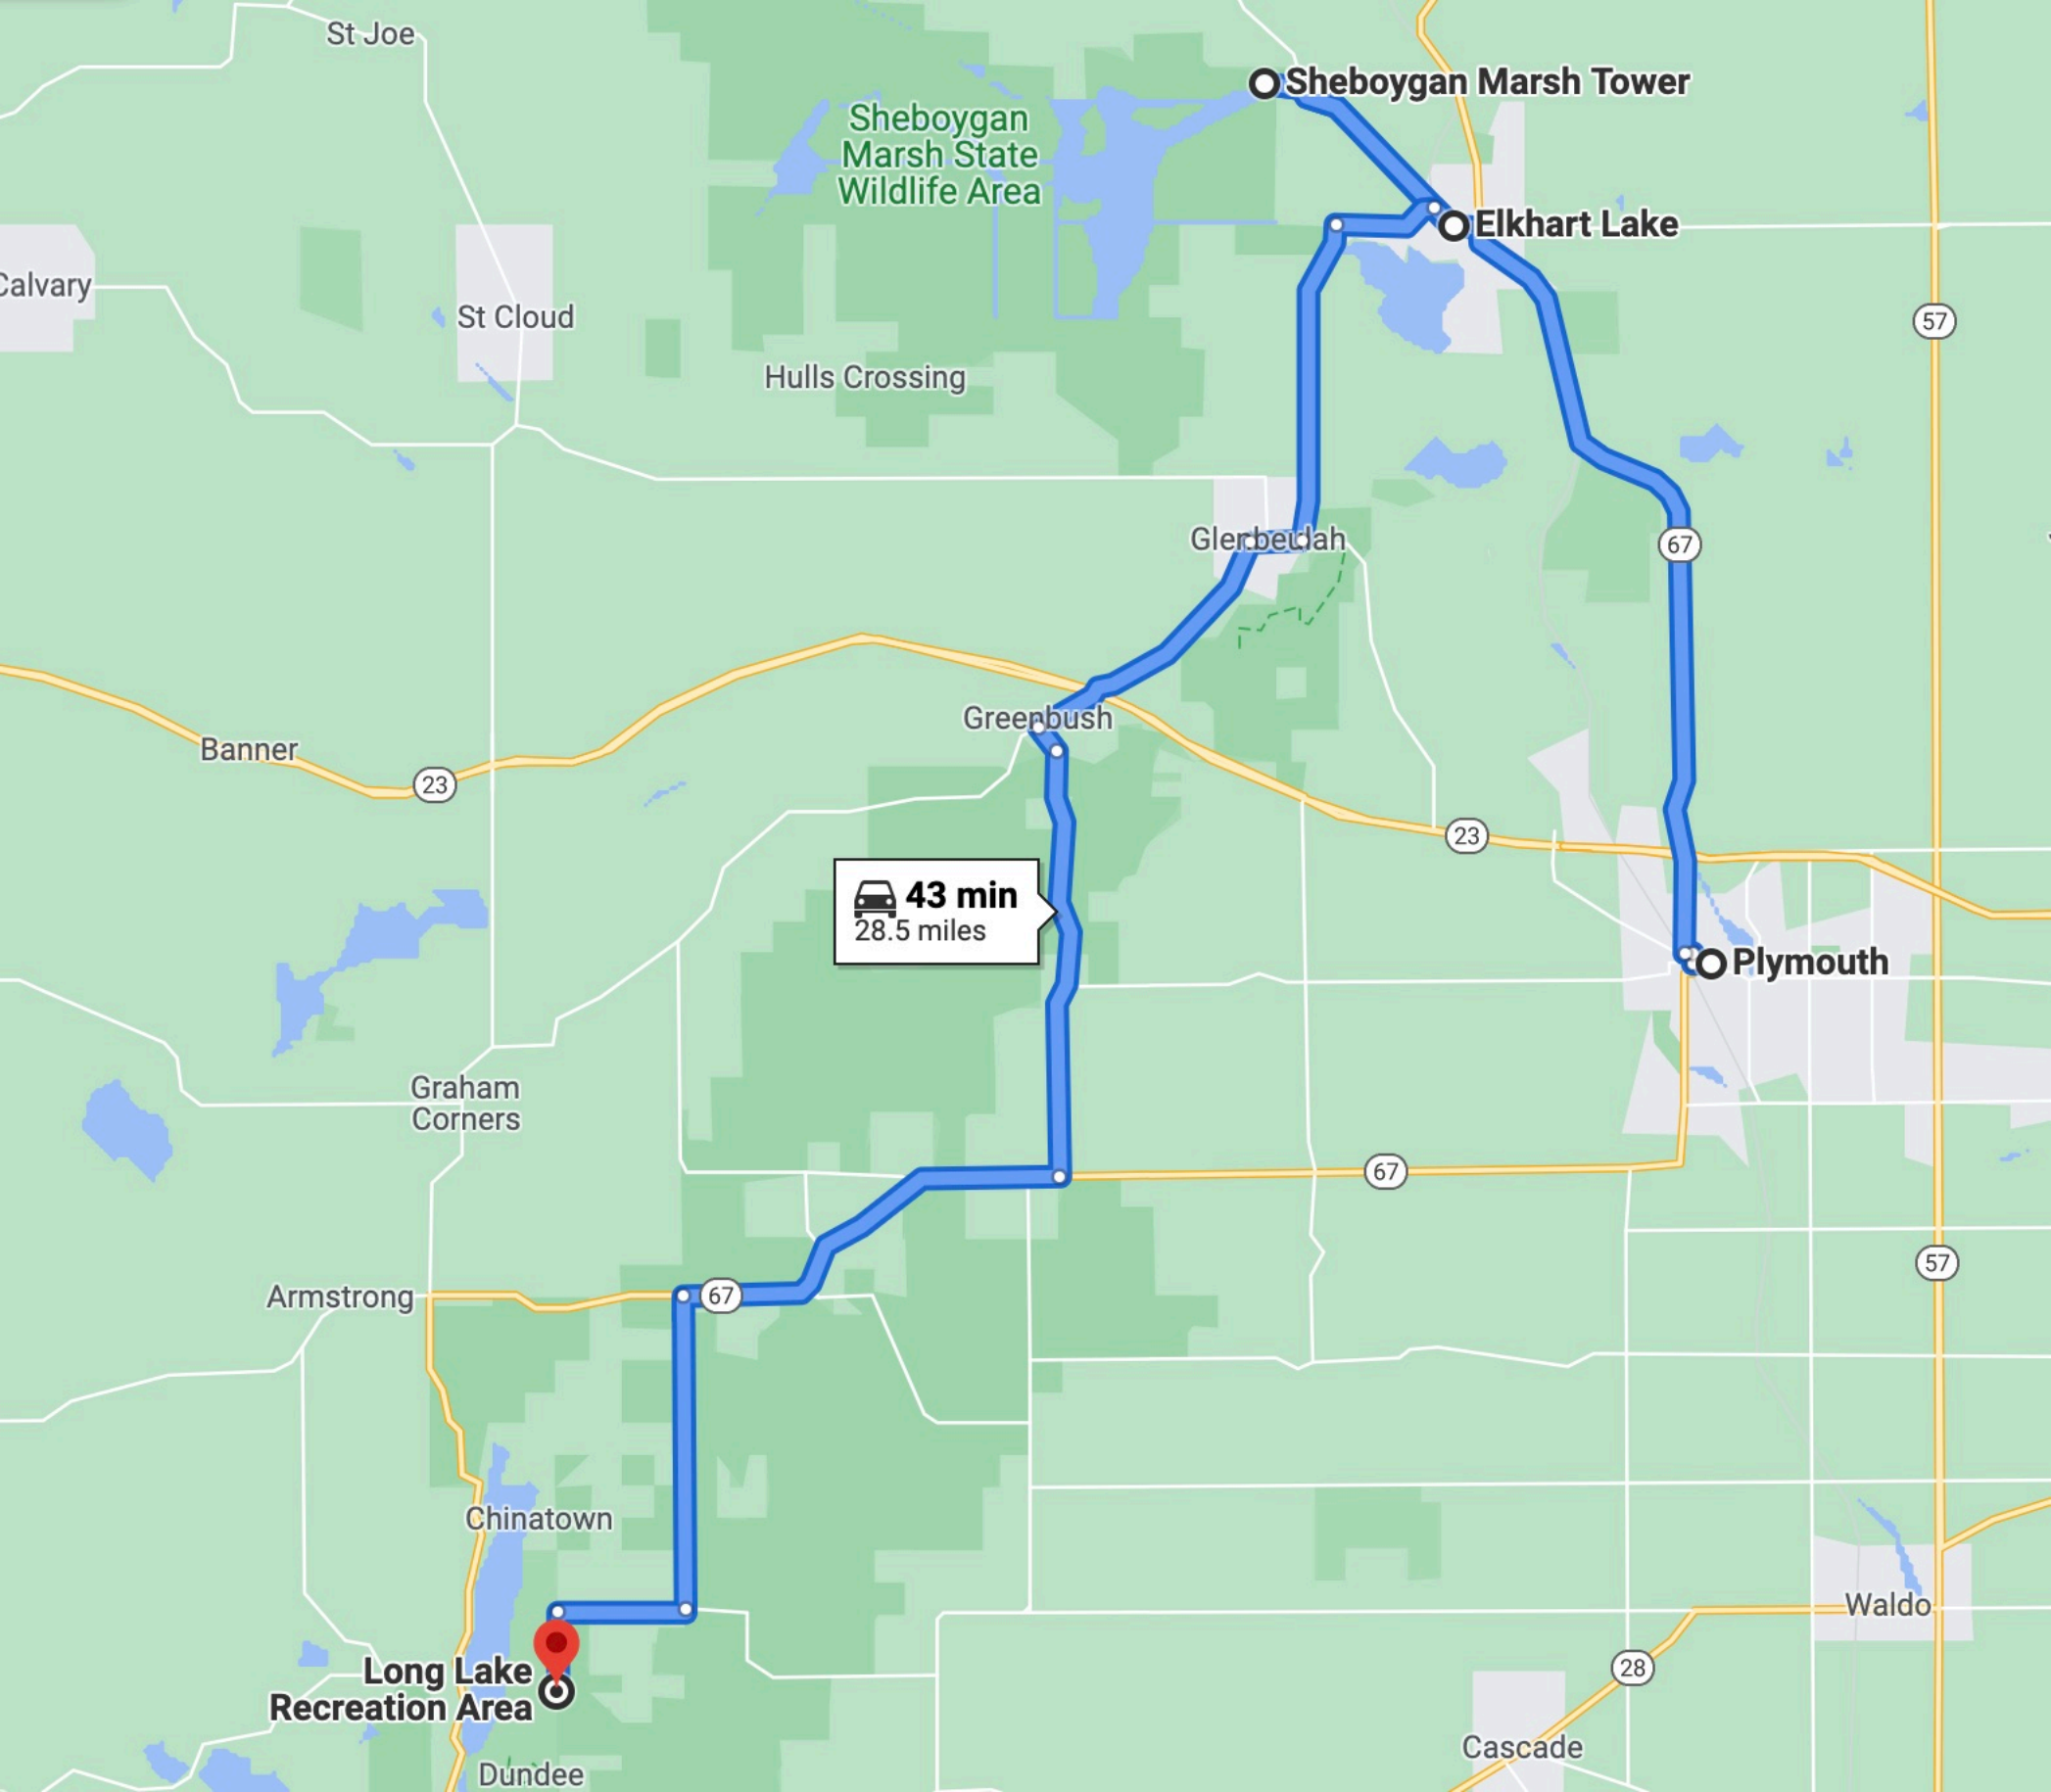 St Joe
Sheboygan Marsh Tower
Sheboygan
Marsh State
Wildlife Area
Elkhart Lake
Calvary
St Cloud
57
Hulls Crossing
Glenbeulah
67
Greenbush
Banner
23
23
43 min
28.5 miles
Plymouth
Graham
Corners
67
57
Armstrong
67
Chinatown
Waldo
Long Lake
Recreation Area
28
Cascade
Dundee